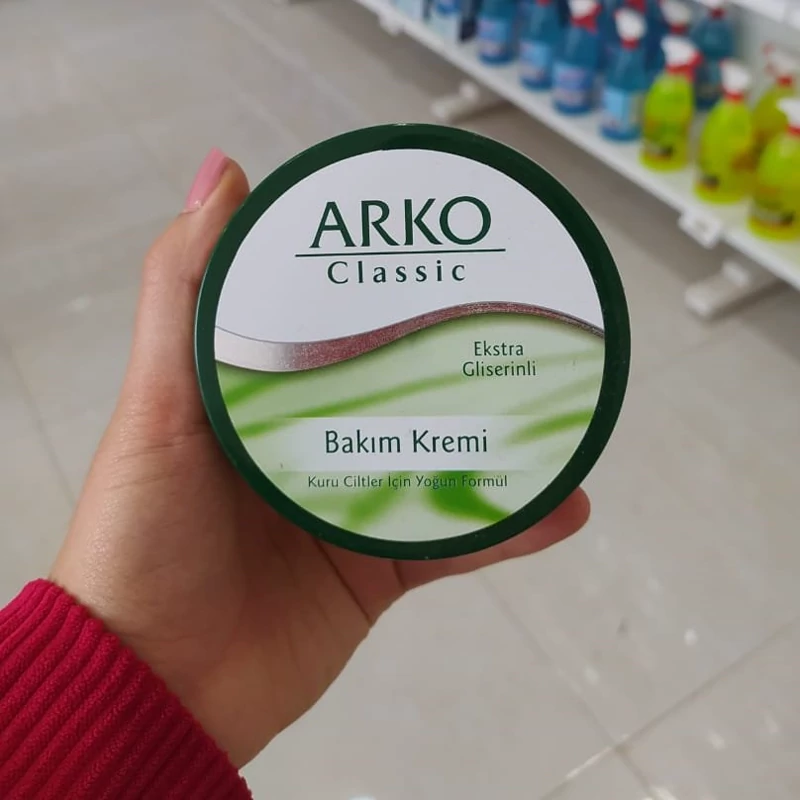 ARKO
Classic
Ekstra
Gliserinli
Bakım Kremi
Kuru Ciltler İçin Yoğun Formül